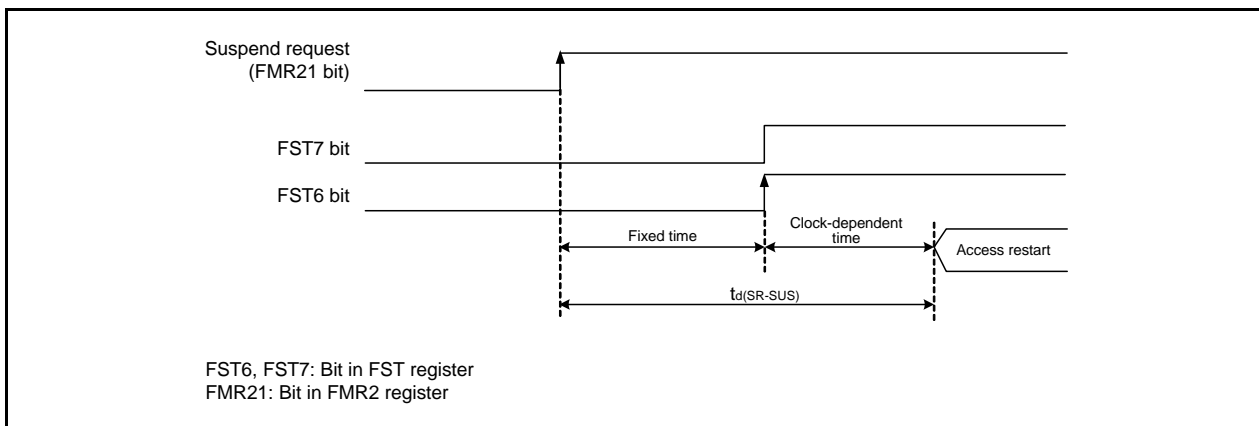 Suspend request
(FMR21 bit)
FST7 bit
FST6 bit
Fixed time
Clock-dependent
time
Access restart
td(SR-SUS)
FST6, FST7: Bit in FST register
FMR21: Bit in FMR2 register